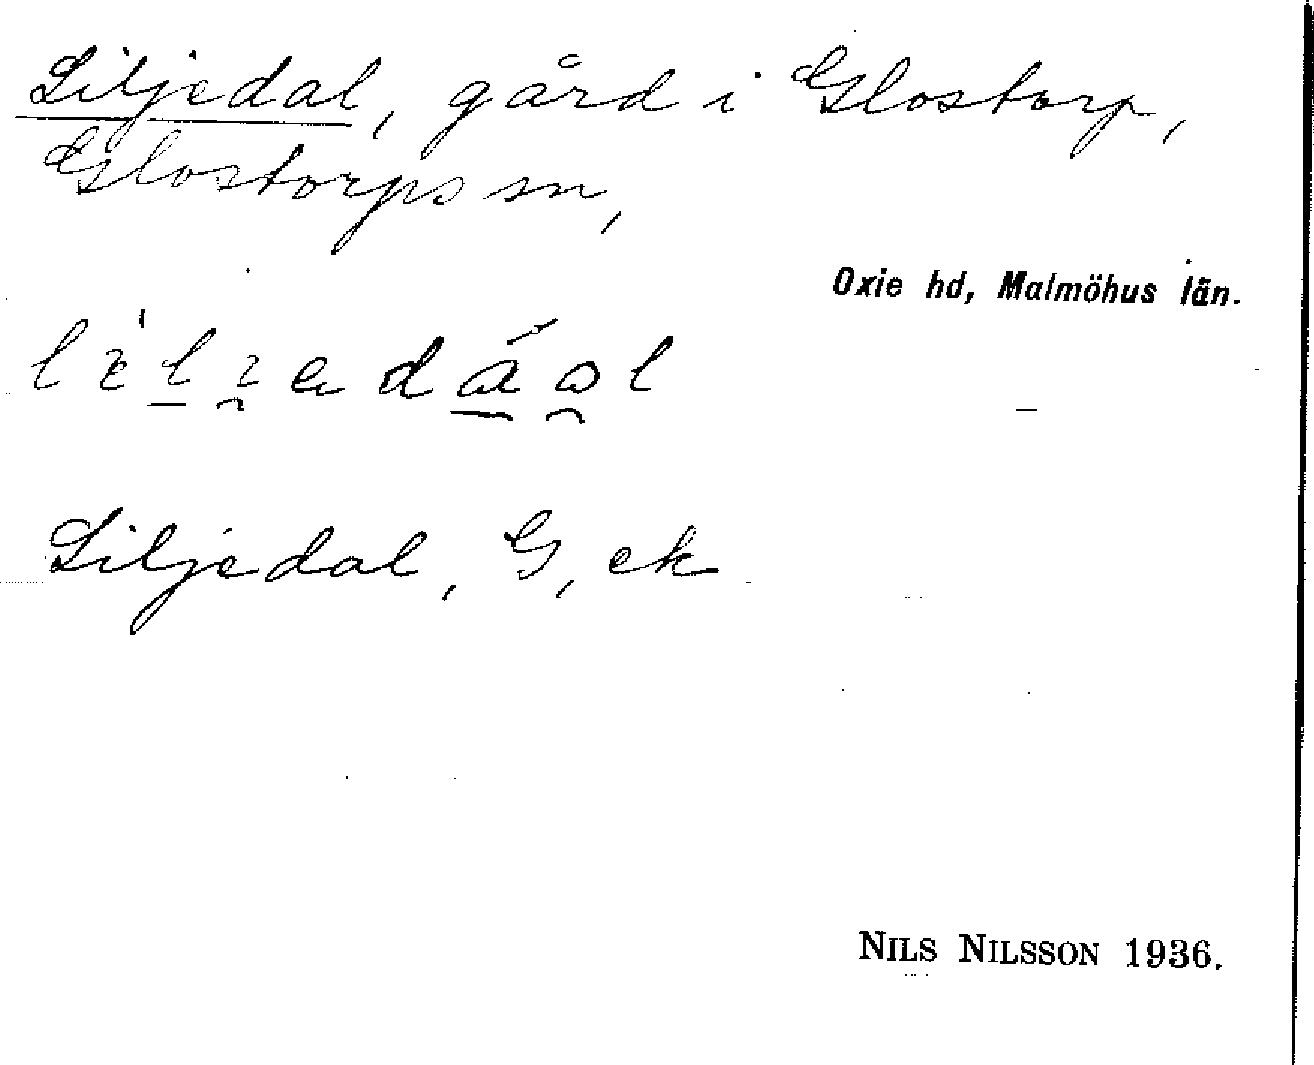 Liljedal, gård i Glostorp,
Glostorps sn,
Oxie hd, Malmöhus län.
Liljedal, G, ek
NILS NILSSON 1936.